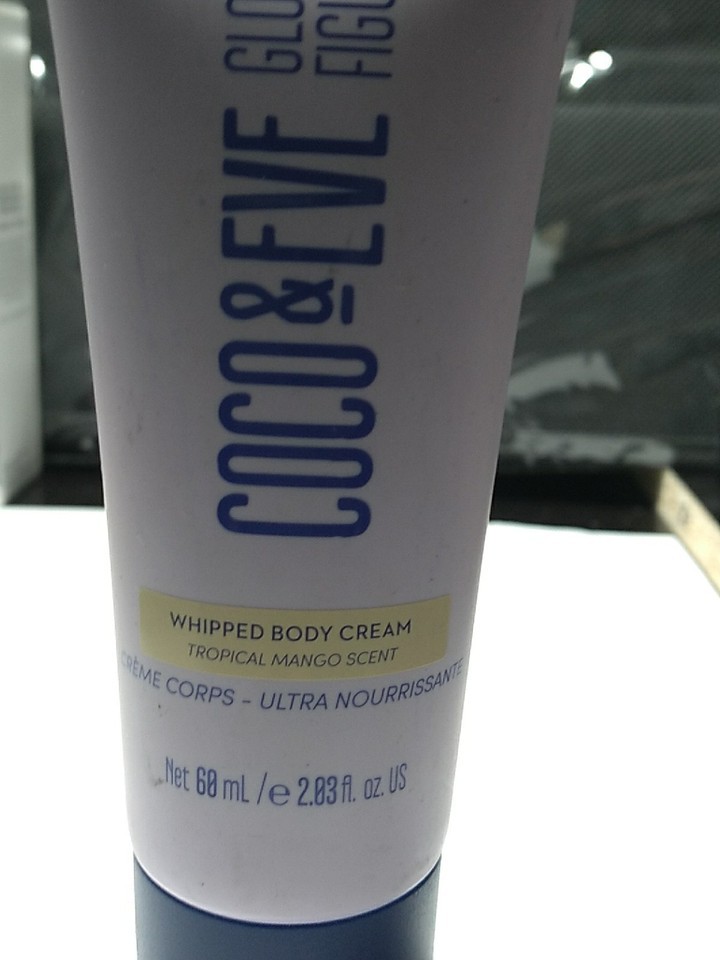 COCO & EVE
WHIPPED BODY CREAM
TROPICAL MANGO SCENT
CRÈME CORPS - ULTRA NOURRISSANTE
Net 60 mL / e 2.03 fl. oz. US